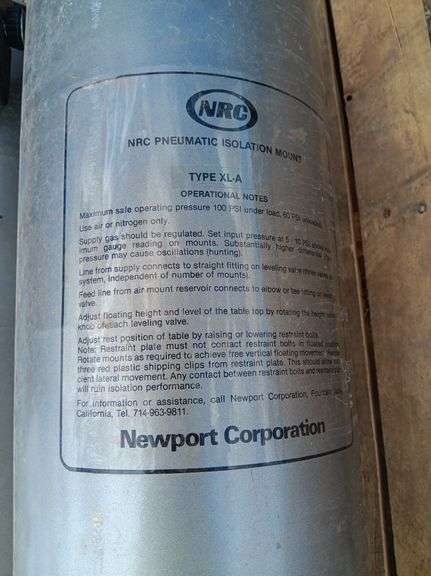 NRC
NRC PNEUMATIC ISOLATION MOUNT
TYPE XL-A
OPERATIONAL NOTES
Maximum safe operating pressure 100 PSI under load, 60 PSI unloaded.
Use air or nitrogen only.
Supply gas should be regulated. Set input pressure at 5 - 10 PSI
imum gauge reading on mounts. Substantially higher differential
pressure may cause oscillations (hunting).
Line from supply connects to straight fitting on leveling valve
system, independent of number of mounts).
Feed line from air mount reservoir connects to elbow or tee fitting on
valve.
Adjust floating height and level of the table top by rotating the height
knob of each leveling valve.
Adjust rest position of table by raising or lowering restraint bolts.
Note: Restraint plate must not contact restraint bolts in floated
Rotate mounts as required to achieve free vertical floating movement.
three red plastic shipping clips from restraint plate. This should allow
cient lateral movement. Any contact between restraint bolts and restraint
will ruin isolation performance.
For information or assistance, call Newport Corporation, Fountain
California, Tel. 714-963-9811.
Newport Corporation